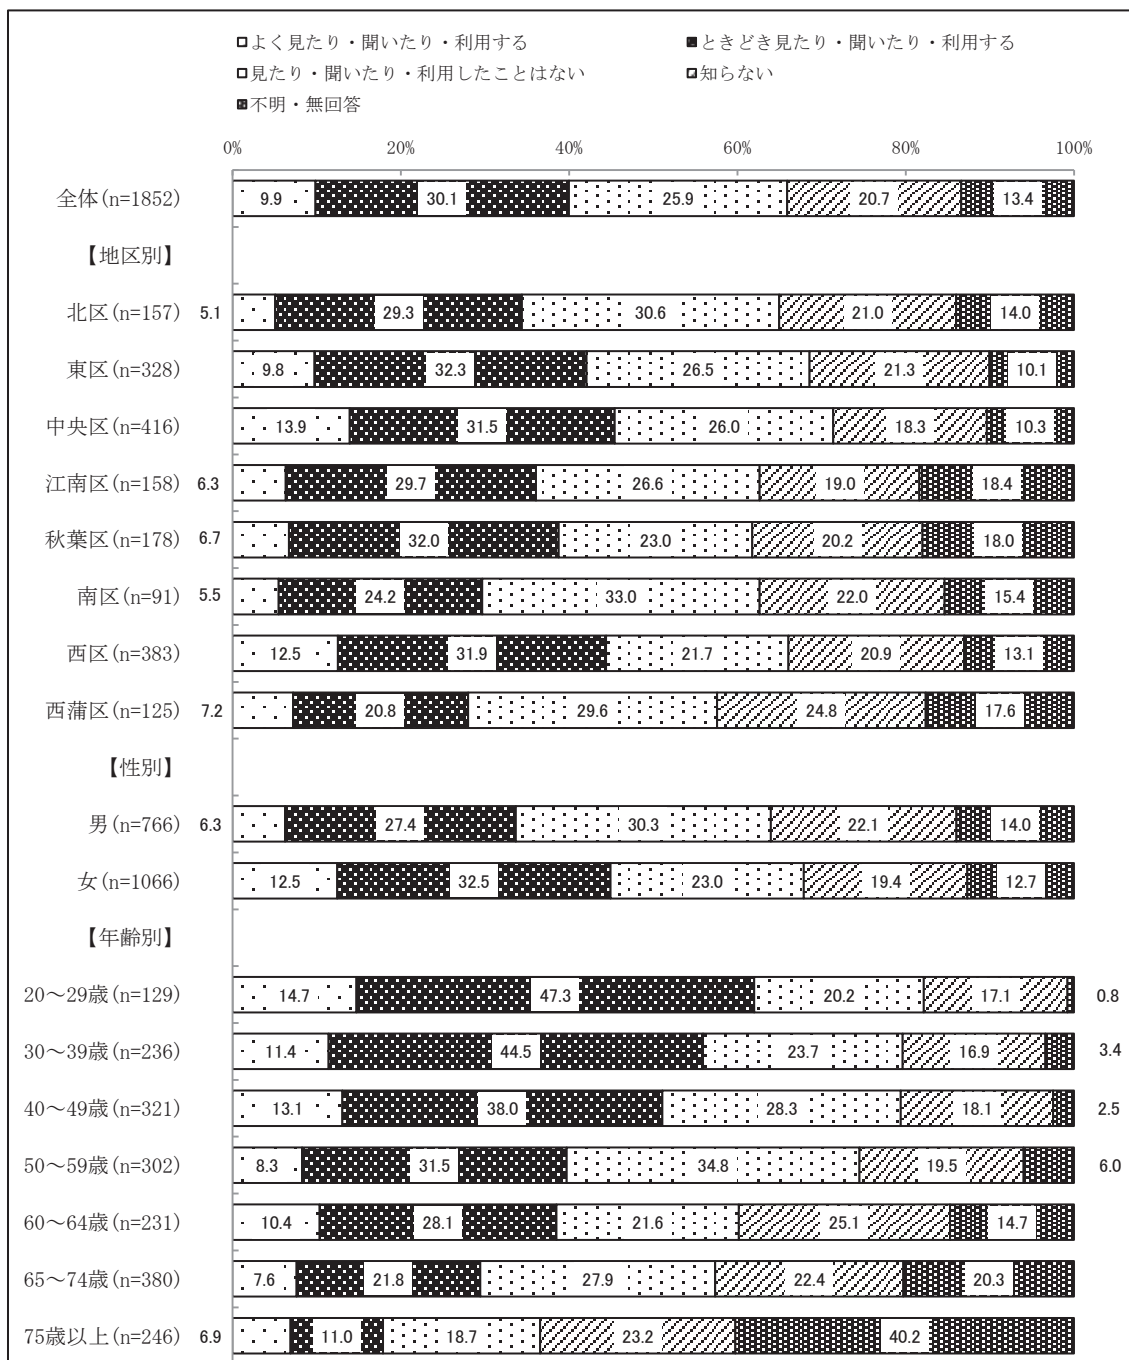 □よく見たり・聞いたり・利用する ■ときどき見たり・聞いたり・利用する
□見たり・聞いたり・利用したことはない 知らない
■不明・無回答
0% 20% 40% 60% 80% 100%
全体(n=1852) 9.9 30.1 25.9 20.7 13.4
【地区別】
北区(n=157) 5.1 29.3 30.6 21.0 14.0
東区(n=328) 9.8 32.3 26.5 21.3 10.1
中央区(n=416) 13.9 31.5 26.0 18.3 10.3
江南区(n=158) 6.3 29.7 26.6 19.0 18.4
秋葉区(n=178) 6.7 32.0 23.0 20.2 18.0
南区(n=91) 5.5 24.2 33.0 22.0 15.4
西区(n=383) 12.5 31.9 21.7 20.9 13.1
西蒲区(n=125) 7.2 20.8 29.6 24.8 17.6
【性別】
男(n=766) 6.3 27.4 30.3 22.1 14.0
女(n=1066) 12.5 32.5 23.0 19.4 12.7
【年齢別】
20～29歳(n=129) 14.7 47.3 20.2 17.1 0.8
30～39歳(n=236) 11.4 44.5 23.7 16.9 3.4
40～49歳(n=321) 13.1 38.0 28.3 18.1 2.5
50～59歳(n=302) 8.3 31.5 34.8 19.5 6.0
60～64歳(n=231) 10.4 28.1 21.6 25.1 14.7
65～74歳(n=380) 7.6 21.8 27.9 22.4 20.3
75歳以上(n=246) 6.9 11.0 18.7 23.2 40.2